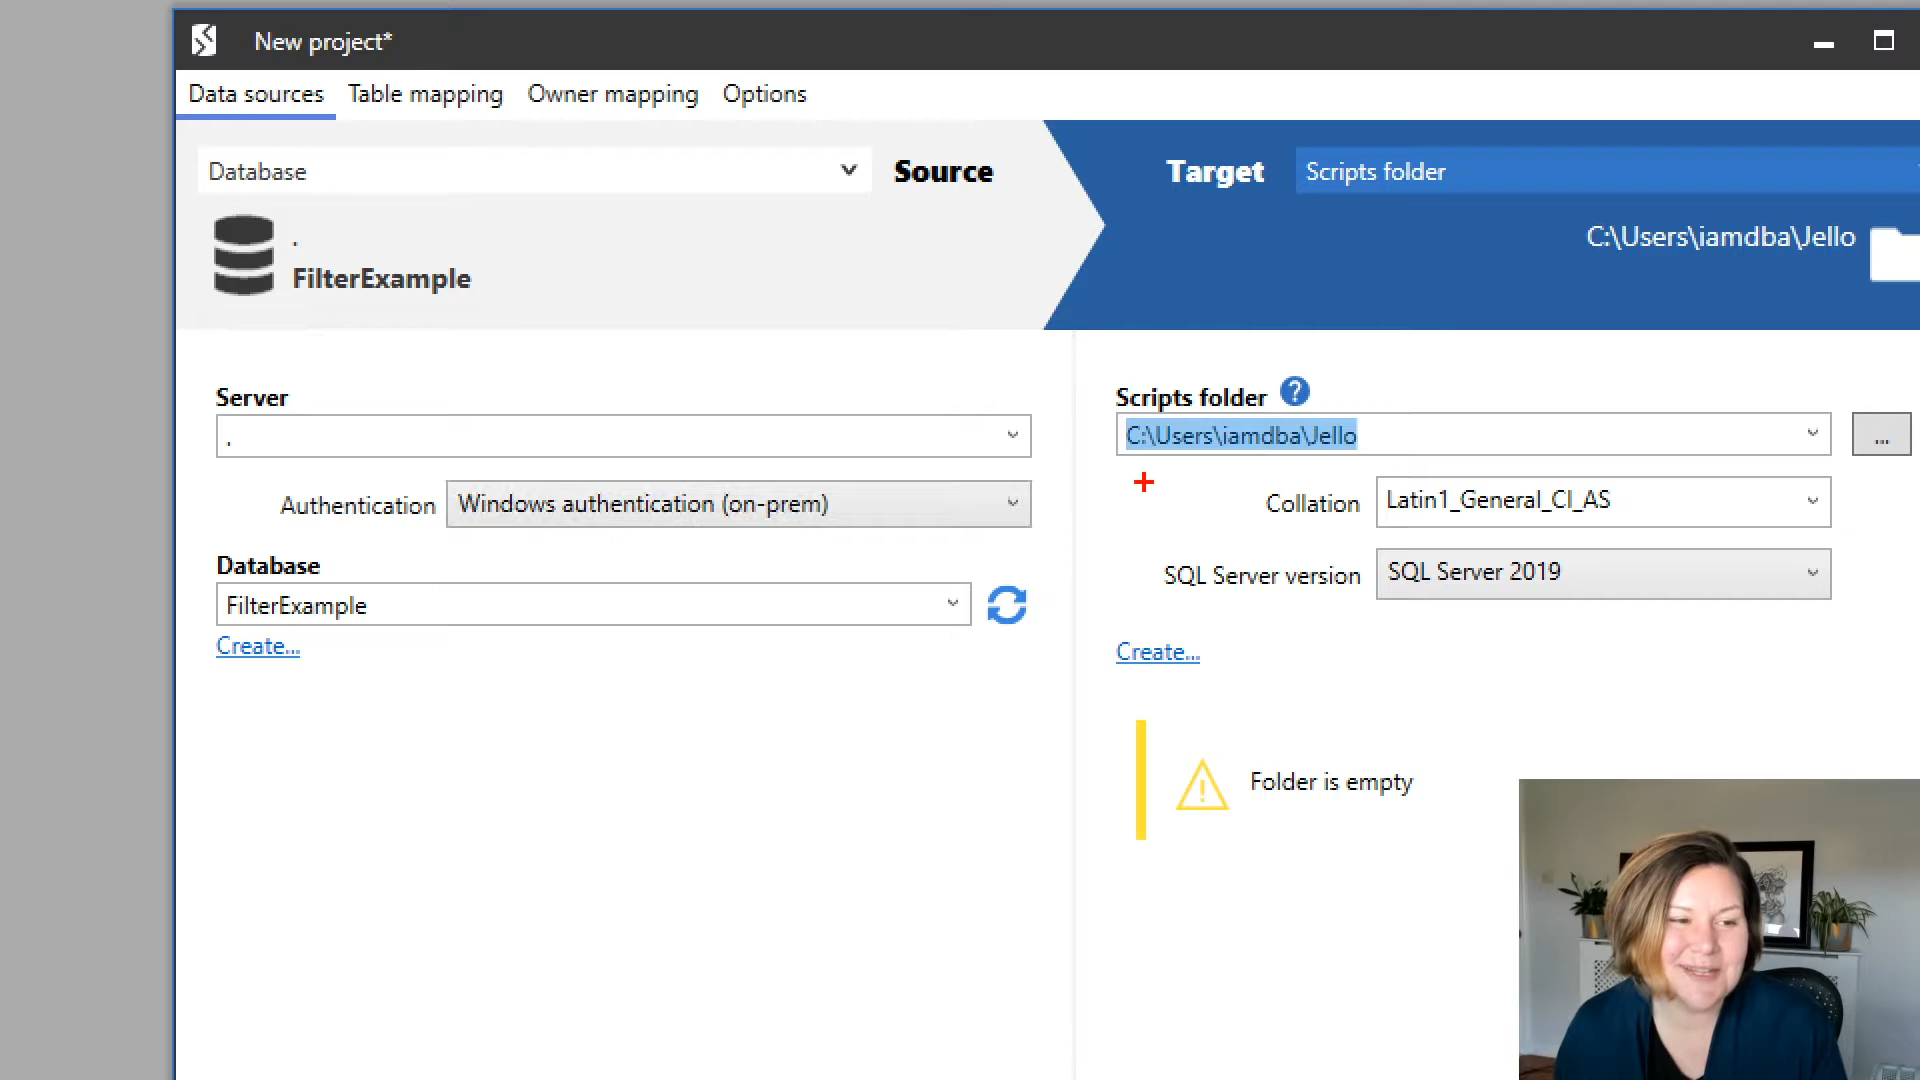 New project*
Data sources
Table mapping
Owner mapping
Options
Database
Source
Target
Scripts folder
.
FilterExample
C:\Users\iamdba\Jello
Server
.
Authentication
Windows authentication (on-prem)
Database
FilterExample
Create...
Scripts folder ?
C:\Users\iamdba\Jello
...
Collation
Latin1_General_CI_AS
SQL Server version
SQL Server 2019
Create...
Folder is empty